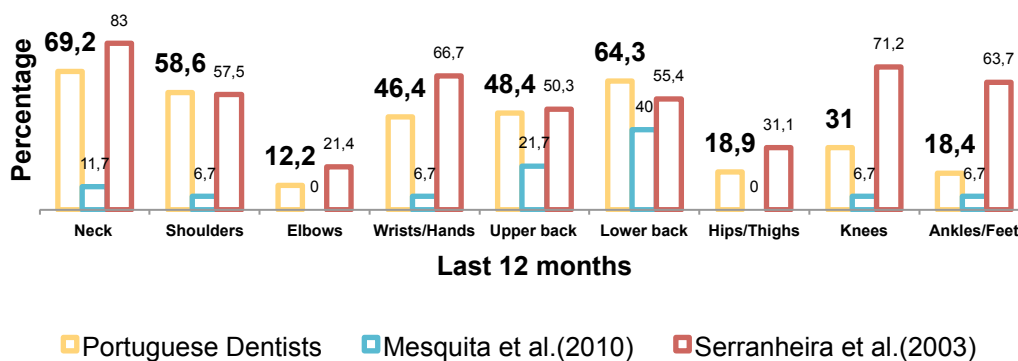 Percentage
69,2 11,7 83
58,6 6,7 57,5
12,2 0 21,4
46,4 6,7 66,7
48,4 21,7 50,3
64,3 40 55,4
18,9 0 31,1
31 6,7 71,2
18,4 6,7 63,7
Neck Shoulders Elbows Wrists/Hands Upper back Lower back Hips/Thighs Knees Ankles/Feet
Last 12 months
Portuguese Dentists Mesquita et al.(2010) Serranheira et al.(2003)